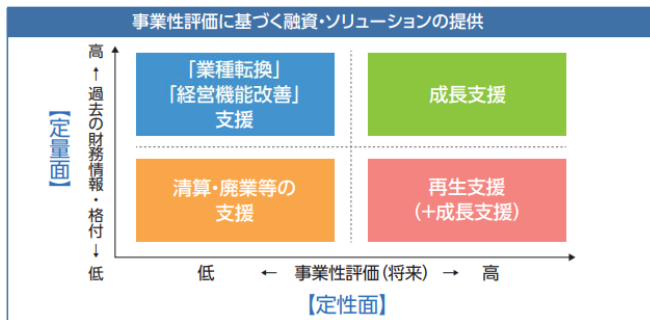 事業性評価に基づく融資・ソリューションの提供
高
↑
過去の財務情報・格付
↓
低
【定量面】
「業種転換」
「経営機能改善」
支援
成長支援
清算・廃業等の
支援
再生支援
(+成長支援)
低 ← 事業性評価(将来) → 高
【定性面】